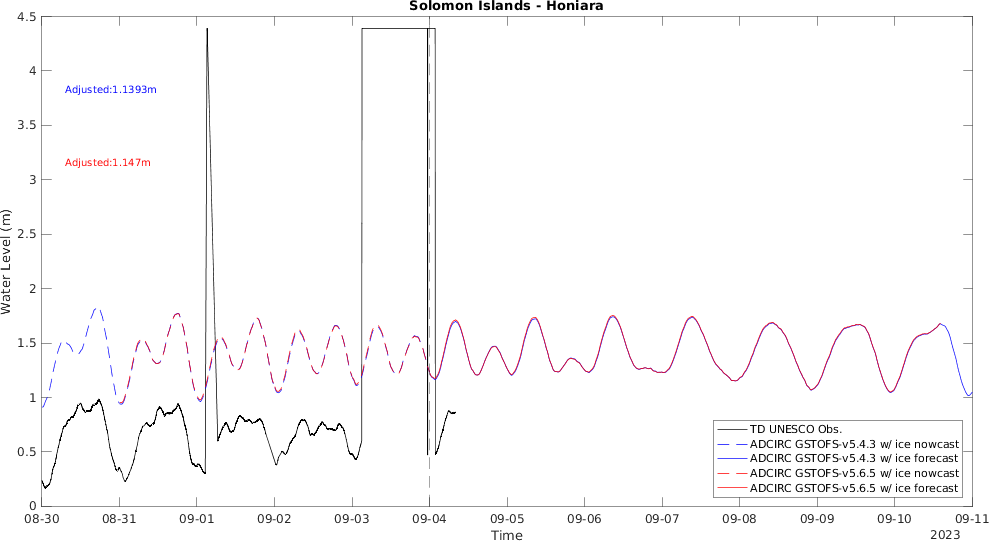 Solomon Islands - Honiara
4.5
4
3.5
3
2.5
2
1.5
1
0.5
0
Water Level (m)
Adjusted:1.1393m
Adjusted:1.147m
TD UNESCO Obs.
ADCIRC GSTOFS-v5.4.3 w/ ice nowcast
ADCIRC GSTOFS-v5.4.3 w/ ice forecast
ADCIRC GSTOFS-v5.6.5 w/ ice nowcast
ADCIRC GSTOFS-v5.6.5 w/ ice forecast
08-30 08-31 09-01 09-02 09-03 09-04 09-05 09-06 09-07 09-08 09-09 09-10 09-11
Time
2023